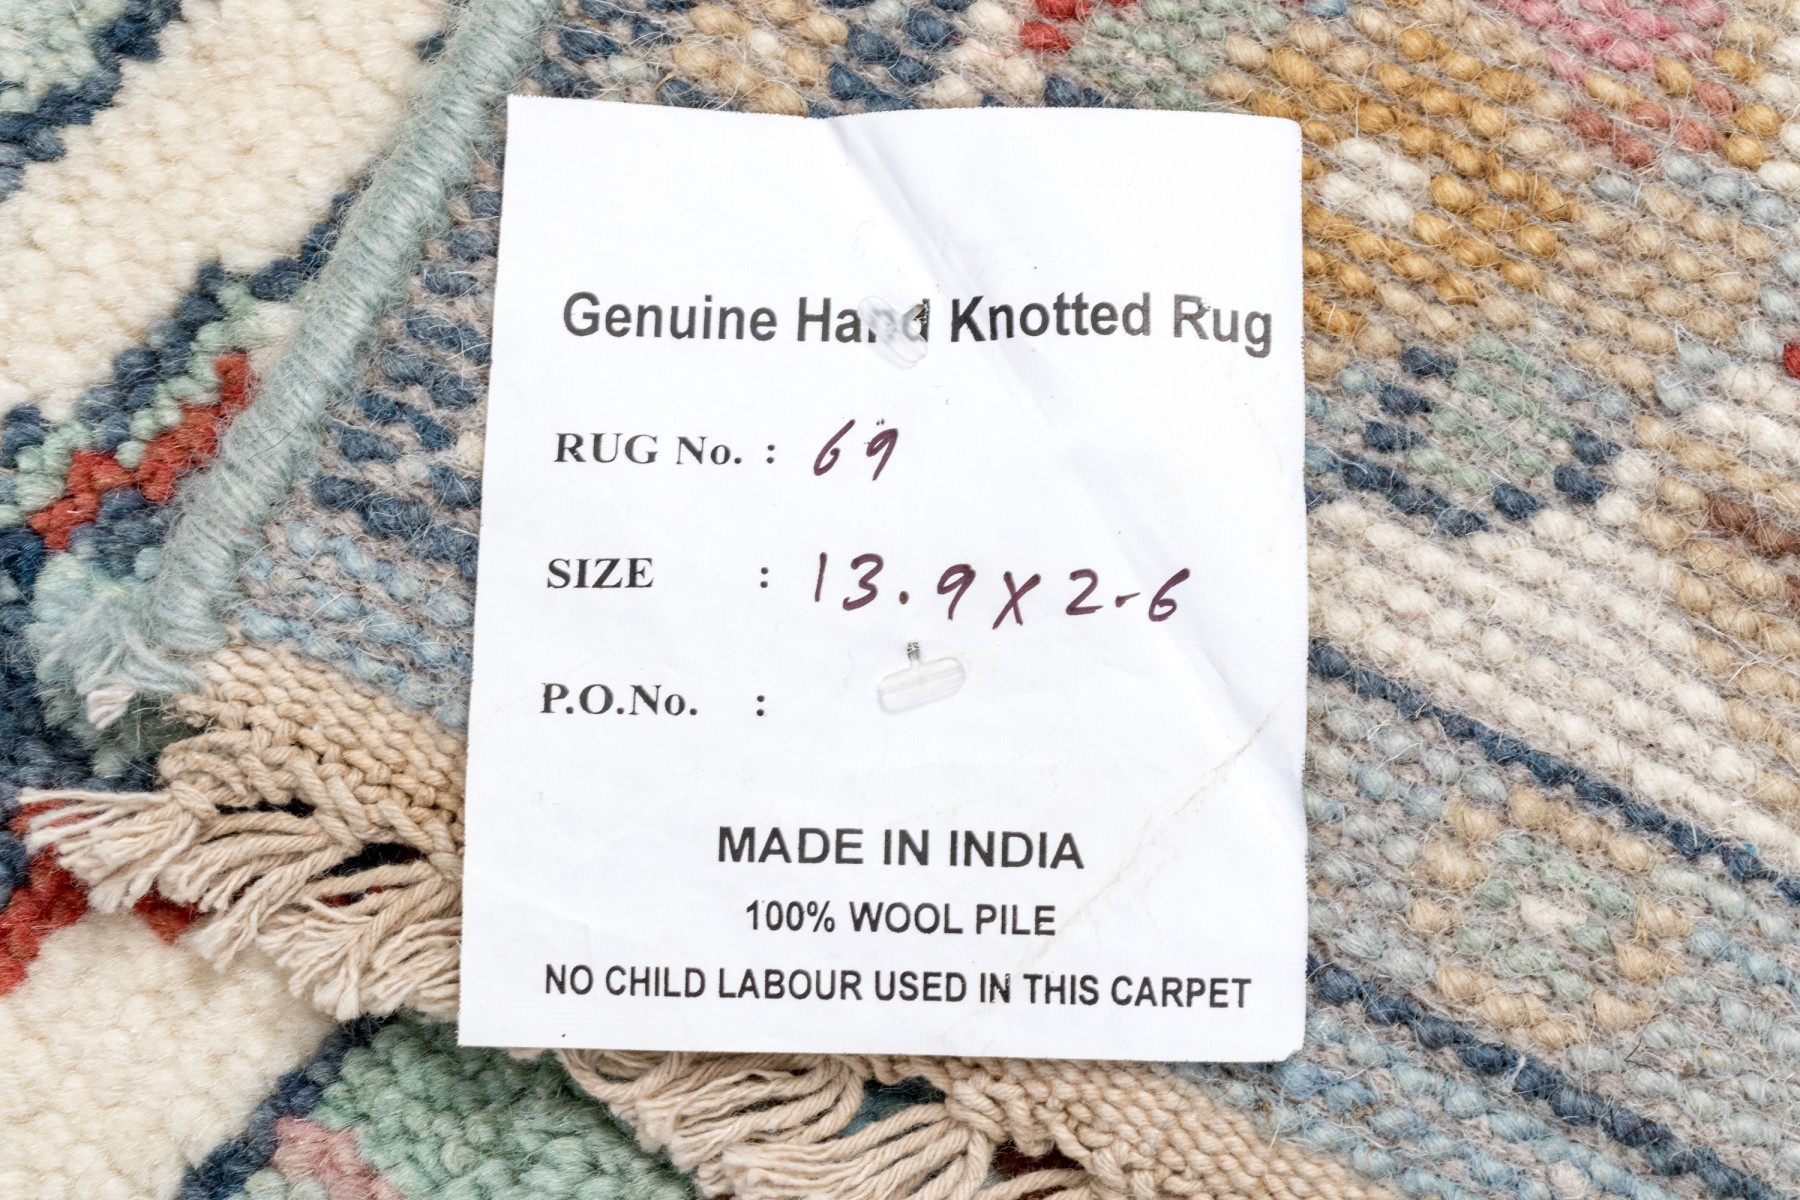 Genuine Hand Knotted Rug
RUG No. : 69
SIZE : 13.9 X 2-6
P.O.No. :
MADE IN INDIA
100% WOOL PILE
NO CHILD LABOUR USED IN THIS CARPET